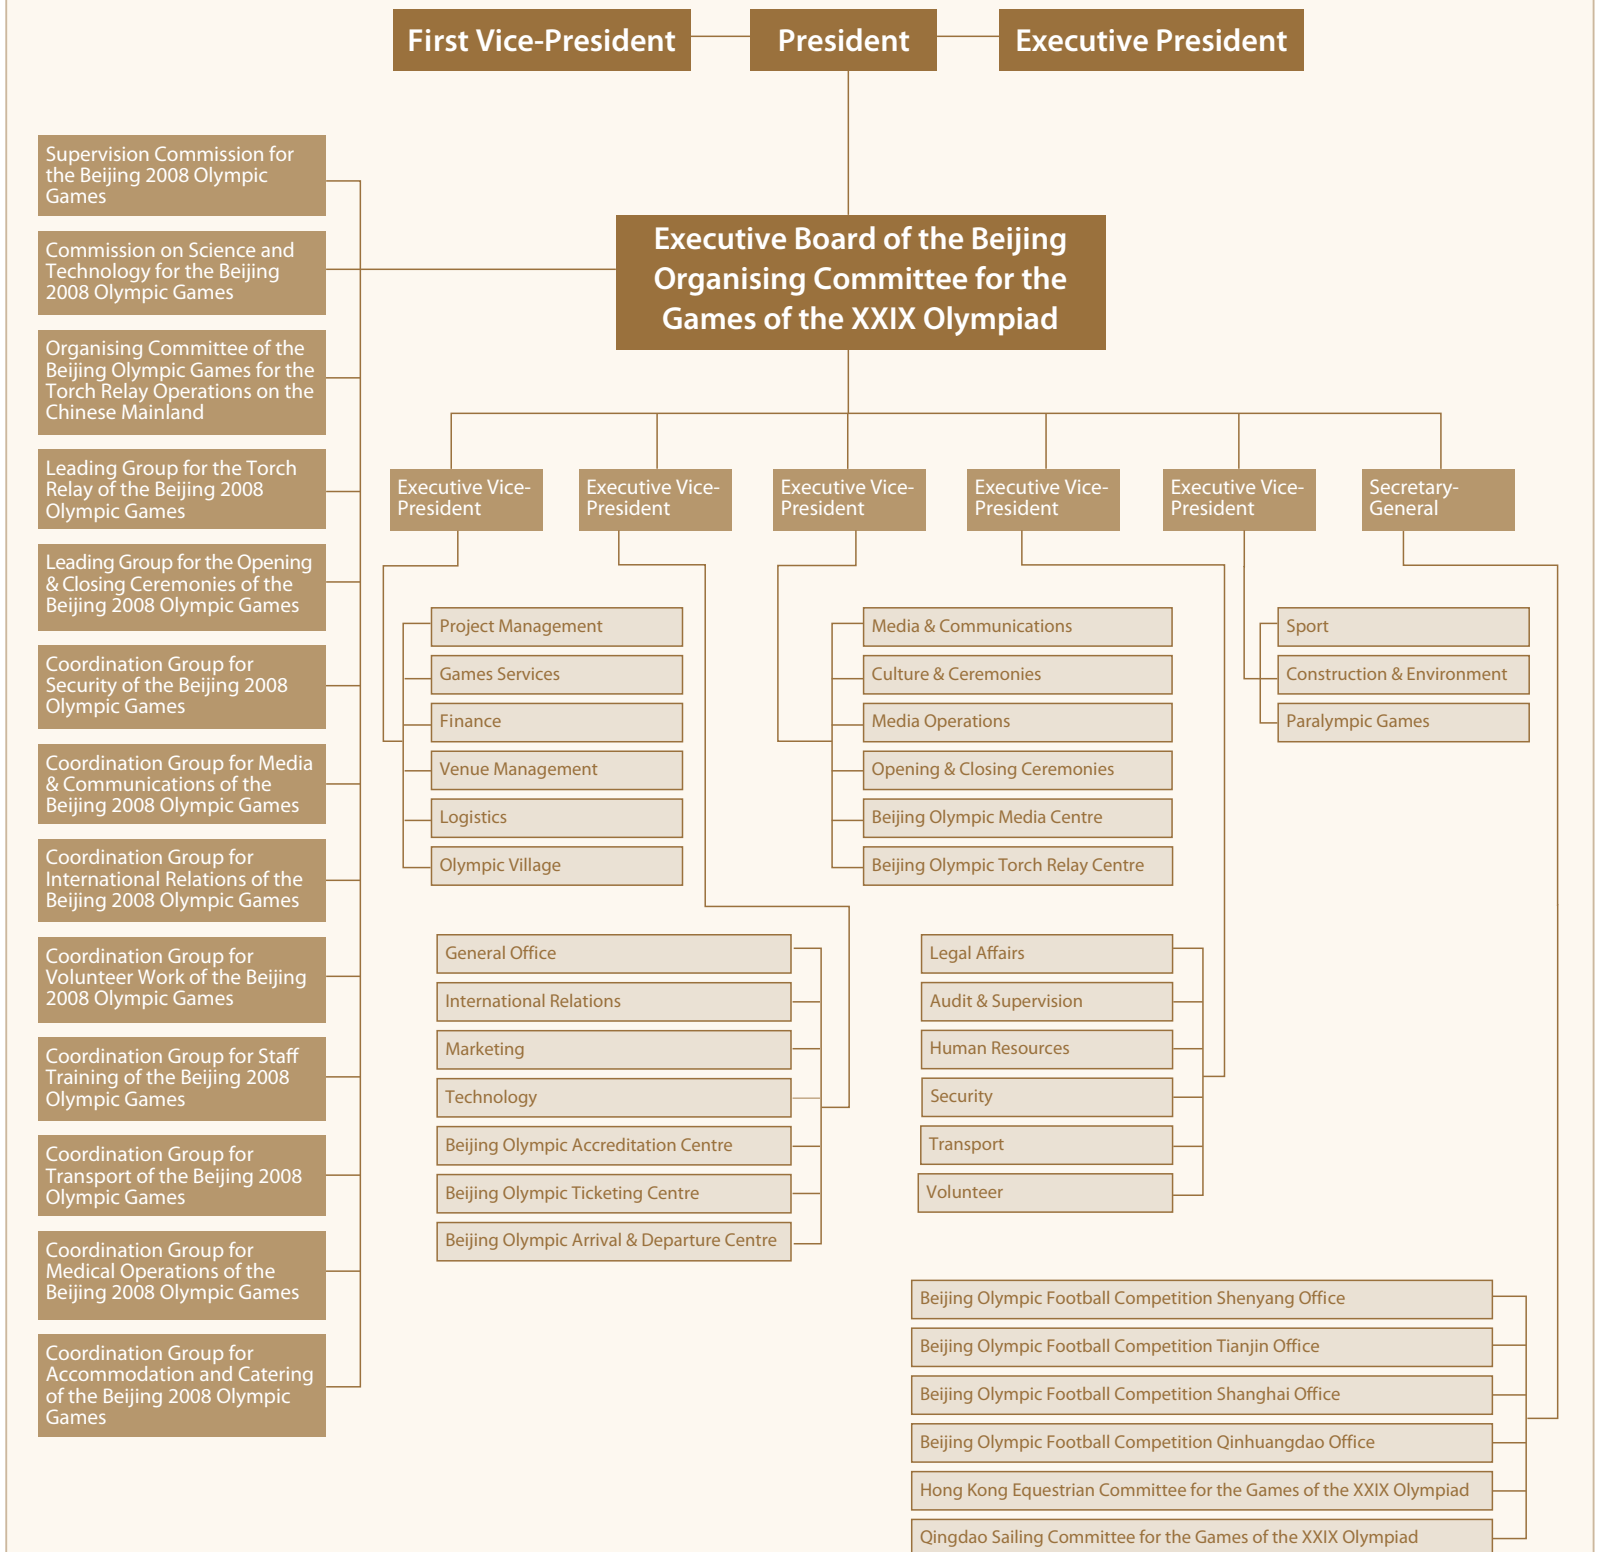 First Vice-President
President
Executive President
Supervision Commission for
the Beijing 2008 Olympic
Games
Commission on Science and
Technology for the Beijing
2008 Olympic Games
Organising Committee of the
Beijing Olympic Games for the
Torch Relay Operations on the
Chinese Mainland
Leading Group for the Torch
Relay of the Beijing 2008
Olympic Games
Leading Group for the Opening
& Closing Ceremonies of the
Beijing 2008 Olympic Games
Coordination Group for
Security of the Beijing 2008
Olympic Games
Coordination Group for Media
& Communications of the
Beijing 2008 Olympic Games
Coordination Group for
International Relations of the
Beijing 2008 Olympic Games
Coordination Group for
Volunteer Work of the Beijing
2008 Olympic Games
Coordination Group for Staff
Training of the Beijing 2008
Olympic Games
Coordination Group for
Transport of the Beijing 2008
Olympic Games
Coordination Group for
Medical Operations of the
Beijing 2008 Olympic Games
Coordination Group for
Accommodation and Catering
of the Beijing 2008 Olympic
Games
Executive Board of the Beijing
Organising Committee for the
Games of the XXIX Olympiad
Executive Vice-
President
Executive Vice-
President
Executive Vice-
President
Executive Vice-
President
Executive Vice-
President
Secretary-
General
Project Management
Games Services
Finance
Venue Management
Logistics
Olympic Village
Media & Communications
Culture & Ceremonies
Media Operations
Opening & Closing Ceremonies
Beijing Olympic Media Centre
Beijing Olympic Torch Relay Centre
Sport
Construction & Environment
Paralympic Games
General Office
International Relations
Marketing
Technology
Beijing Olympic Accreditation Centre
Beijing Olympic Ticketing Centre
Beijing Olympic Arrival & Departure Centre
Legal Affairs
Audit & Supervision
Human Resources
Security
Transport
Volunteer
Beijing Olympic Football Competition Shenyang Office
Beijing Olympic Football Competition Tianjin Office
Beijing Olympic Football Competition Shanghai Office
Beijing Olympic Football Competition Qinhuangdao Office
Hong Kong Equestrian Committee for the Games of the XXIX Olympiad
Qingdao Sailing Committee for the Games of the XXIX Olympiad